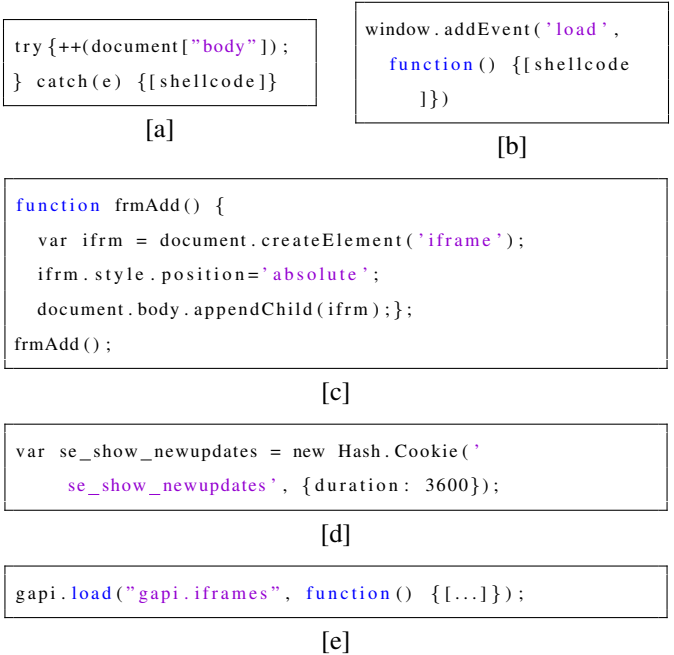 try{++(document["body"]);
} catch(e) {[shellcode]}
[a]
window.addEvent('load',
function() {[shellcode
]})
[b]
function frmAdd() {
var ifrm = document.createElement('iframe');
ifrm.style.position='absolute';
document.body.appendChild(ifrm);};
frmAdd();
[c]
var se_show_newupdates = new Hash.Cookie('
se_show_newupdates', {duration: 3600});
[d]
gapi.load("gapi.iframes", function() {[...]});
[e]